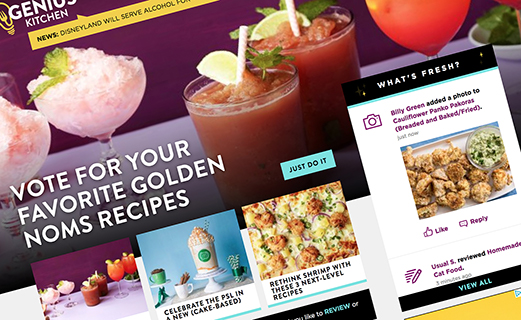 GENIUS
KITCHEN
NEWS: DISNEYLAND WILL SERVE ALCOHOL FOR
VOTE FOR YOUR
FAVORITE GOLDEN
NOMS RECIPES
JUST DO IT
CELEBRATE THE PSL IN
A NEW (CAKE-BASED)
RETHINK SHRIMP WITH
THESE 3 NEXT-LEVEL
RECIPES
you like to REVIEW or
WHAT'S FRESH?
Billy Green added a photo to
Cauliflower Panko Pakoras
(Breaded and Baked/Fried).
just now
Like Reply
Usual S. reviewed Homemade
Cat Food.
3 minutes ago
VIEW ALL